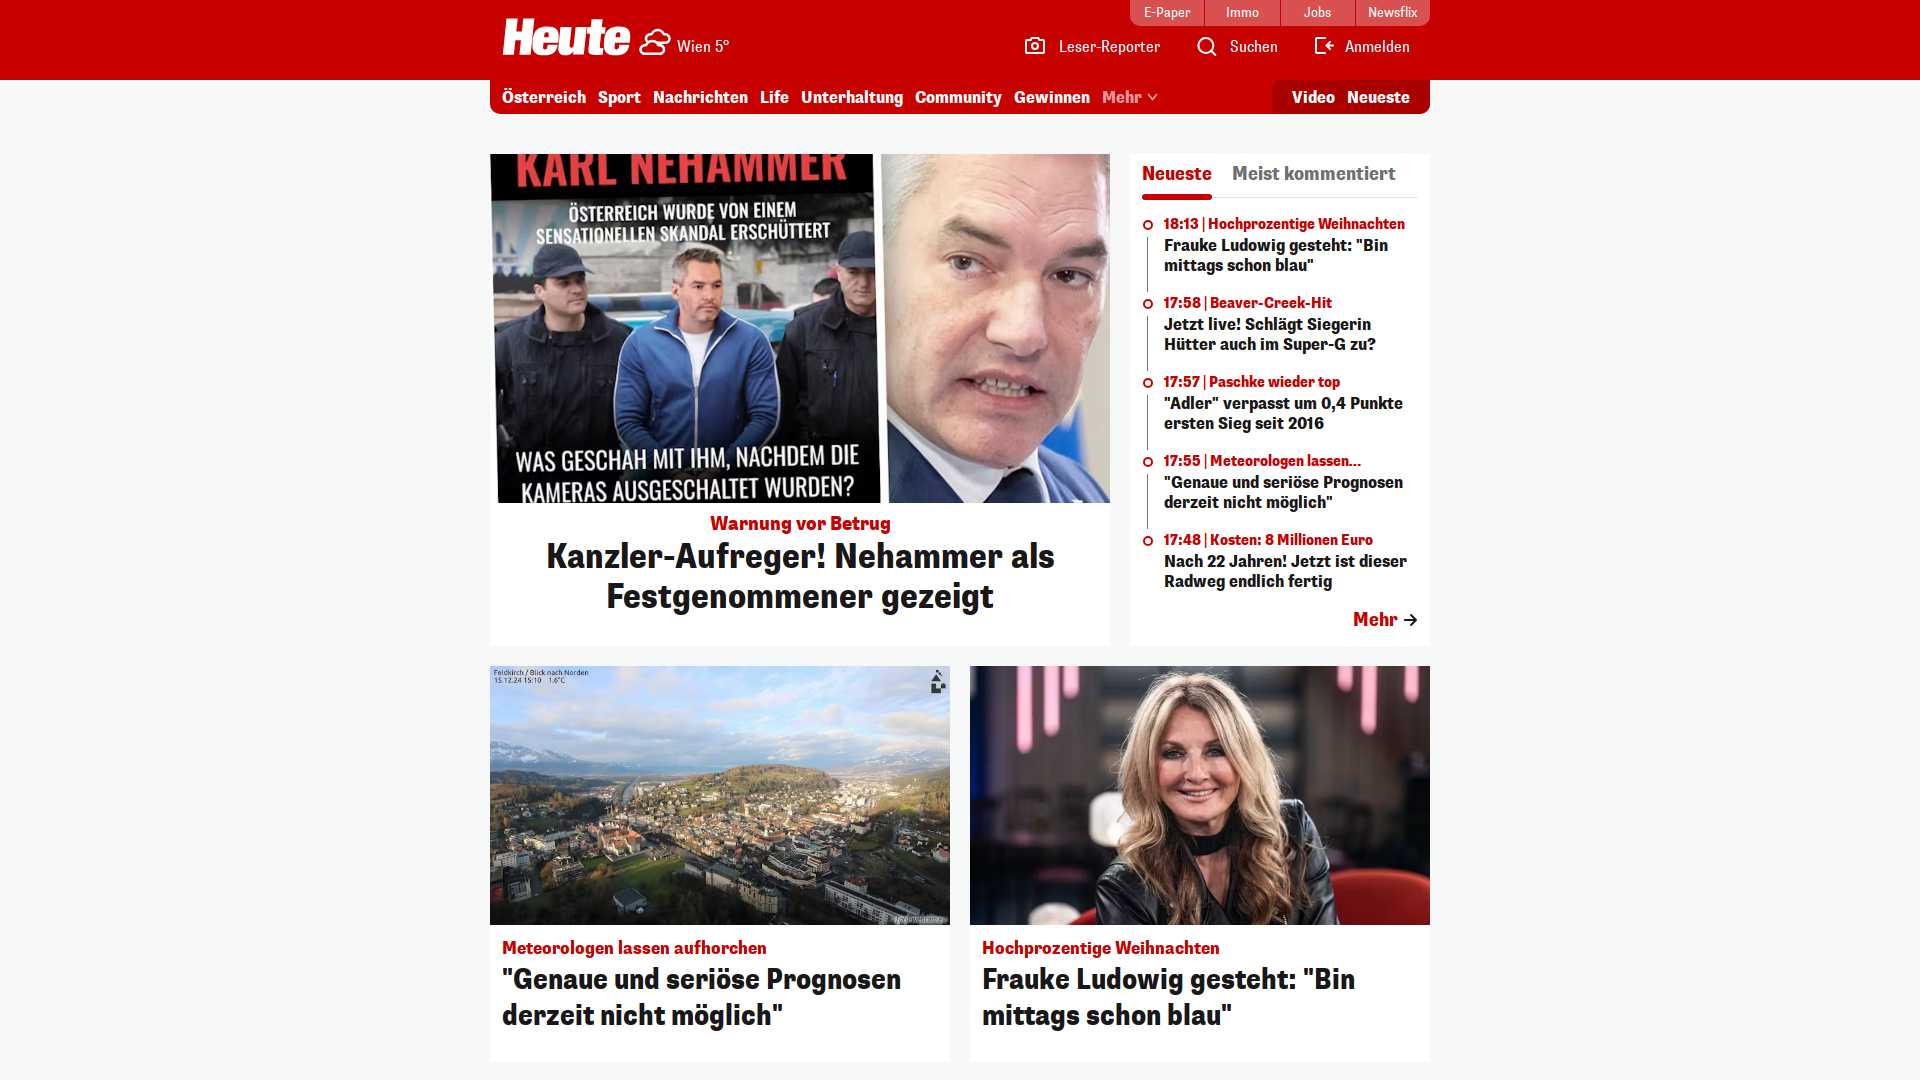 E-Paper
Immo
Jobs
Newsflix
Heute
Wien 5°
Leser-Reporter
Suchen
Anmelden
Österreich
Sport
Nachrichten
Life
Unterhaltung
Community
Gewinnen
Mehr
Video
Neueste
KARL NEHAMMER
ÖSTERREICH WURDE VON EINEM
SENSATIONELLEN SKANDAL ERSCHÜTTERT
WAS GESCHAH MIT IHM, NACHDEM DIE
KAMERAS AUSGESCHALTET WURDEN?
Warnung vor Betrug
Kanzler-Aufreger! Nehammer als
Festgenommener gezeigt
Neueste
Meist kommentiert
18:13 | Hochprozentige Weihnachten
Frauke Ludowig gesteht: "Bin
mittags schon blau"
17:58 | Beaver-Creek-Hit
Jetzt live! Schlägt Siegerin
Hütter auch im Super-G zu?
17:57 | Paschke wieder top
"Adler" verpasst um 0,4 Punkte
ersten Sieg seit 2016
17:55 | Meteorologen lassen...
"Genaue und seriöse Prognosen
derzeit nicht möglich"
17:48 | Kosten: 8 Millionen Euro
Nach 22 Jahren! Jetzt ist dieser
Radweg endlich fertig
Mehr
Feldkirch / Blick nach Norden
15.12.24 15:10 1.6°C
Meteorologen lassen aufhorchen
"Genaue und seriöse Prognosen
derzeit nicht möglich"
Hochprozentige Weihnachten
Frauke Ludowig gesteht: "Bin
mittags schon blau"